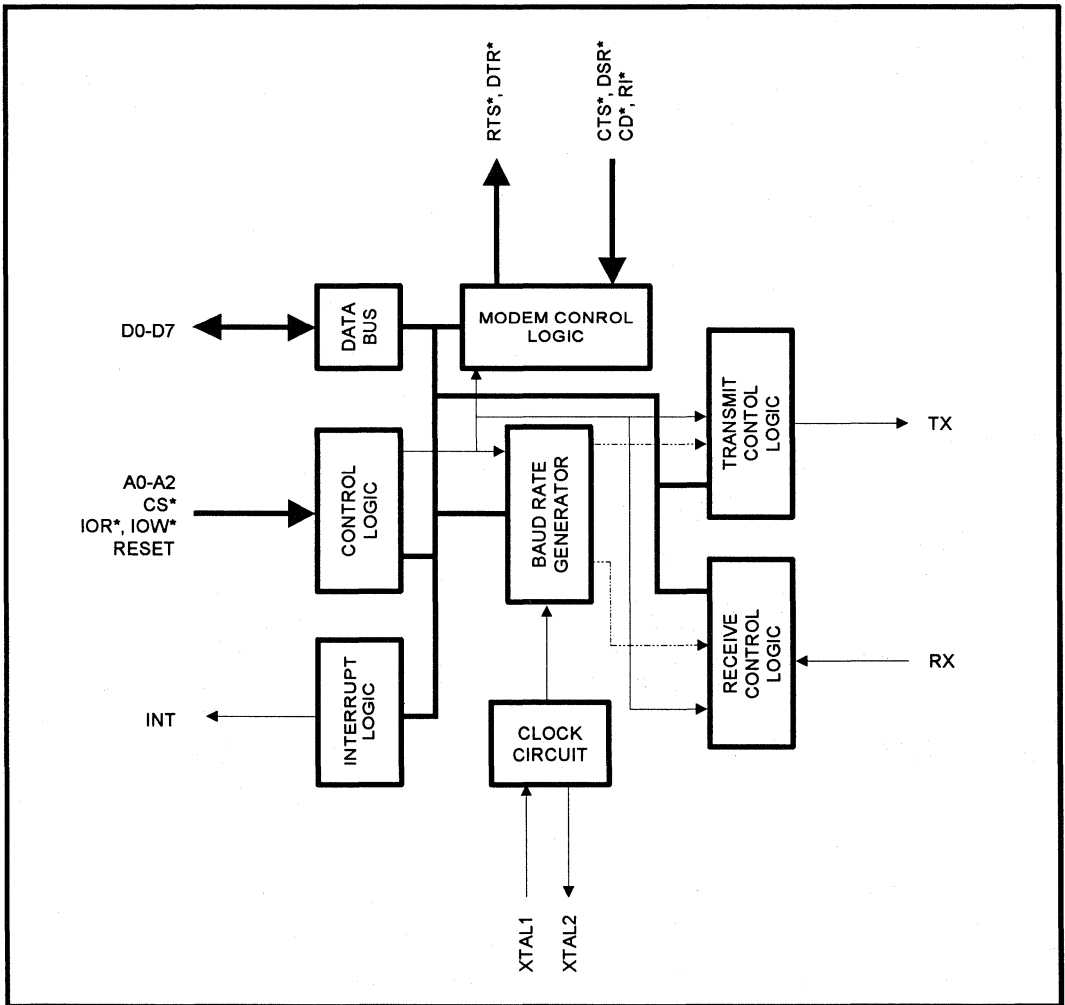 RTS*, DTR*
CTS*, DSR*
CD*, RI*
D0-D7
DATA
BUS
MODEM CONROL
LOGIC
TRANSMIT
CONTOL
LOGIC
TX
A0-A2
CS*
IOR*, IOW*
RESET
CONTROL
LOGIC
BAUD RATE
GENERATOR
RECEIVE
CONTROL
LOGIC
RX
INT
INTERRUPT
LOGIC
CLOCK
CIRCUIT
XTAL1
XTAL2